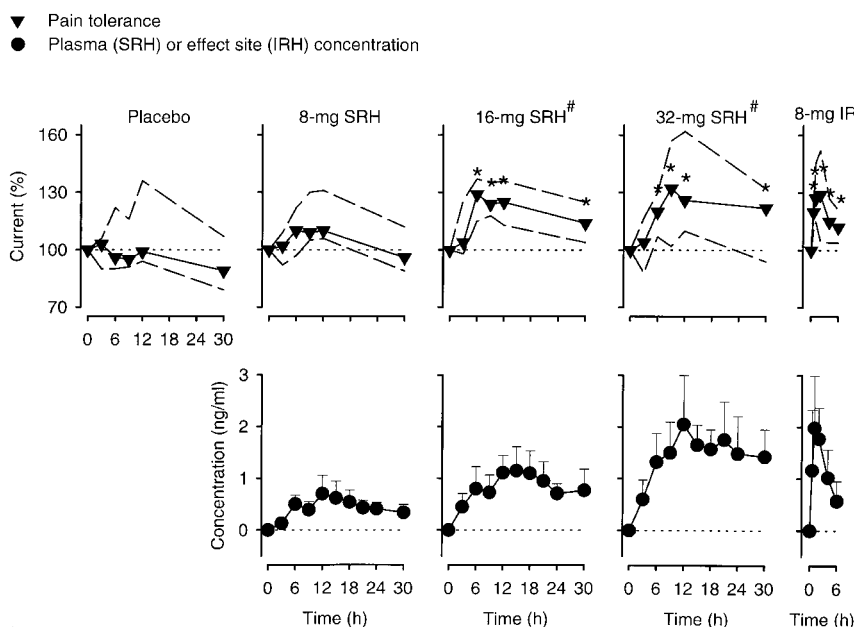 Pain tolerance
Plasma (SRH) or effect site (IRH) concentration
Placebo
8-mg SRH
16-mg SRH#
32-mg SRH#
8-mg IR
Current (%)
160
130
100
70
* * * *
* * * *
* * * * *
0 6 12 18 24 30
Concentration (ng/ml)
3
2
1
0
0 6 12 18 24 30
0 6 12 18 24 30
0 6 12 18 24 30
0 6
Time (h)
Time (h)
Time (h)
Time (h)